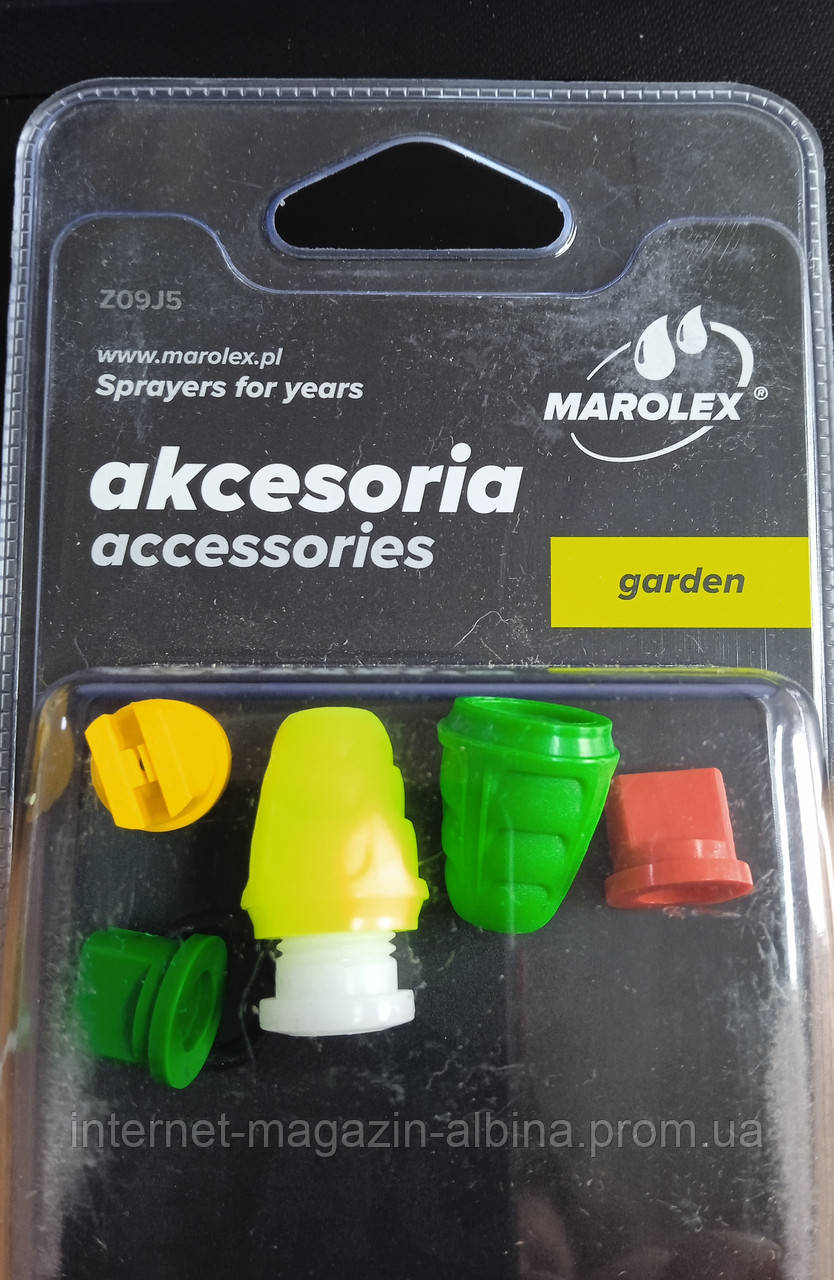 Z09J5
www.marolex.pl
Sprayers for years
MAROLEX ®
akcesoria
accessories
garden
internet-magazin-albina.prom.ua